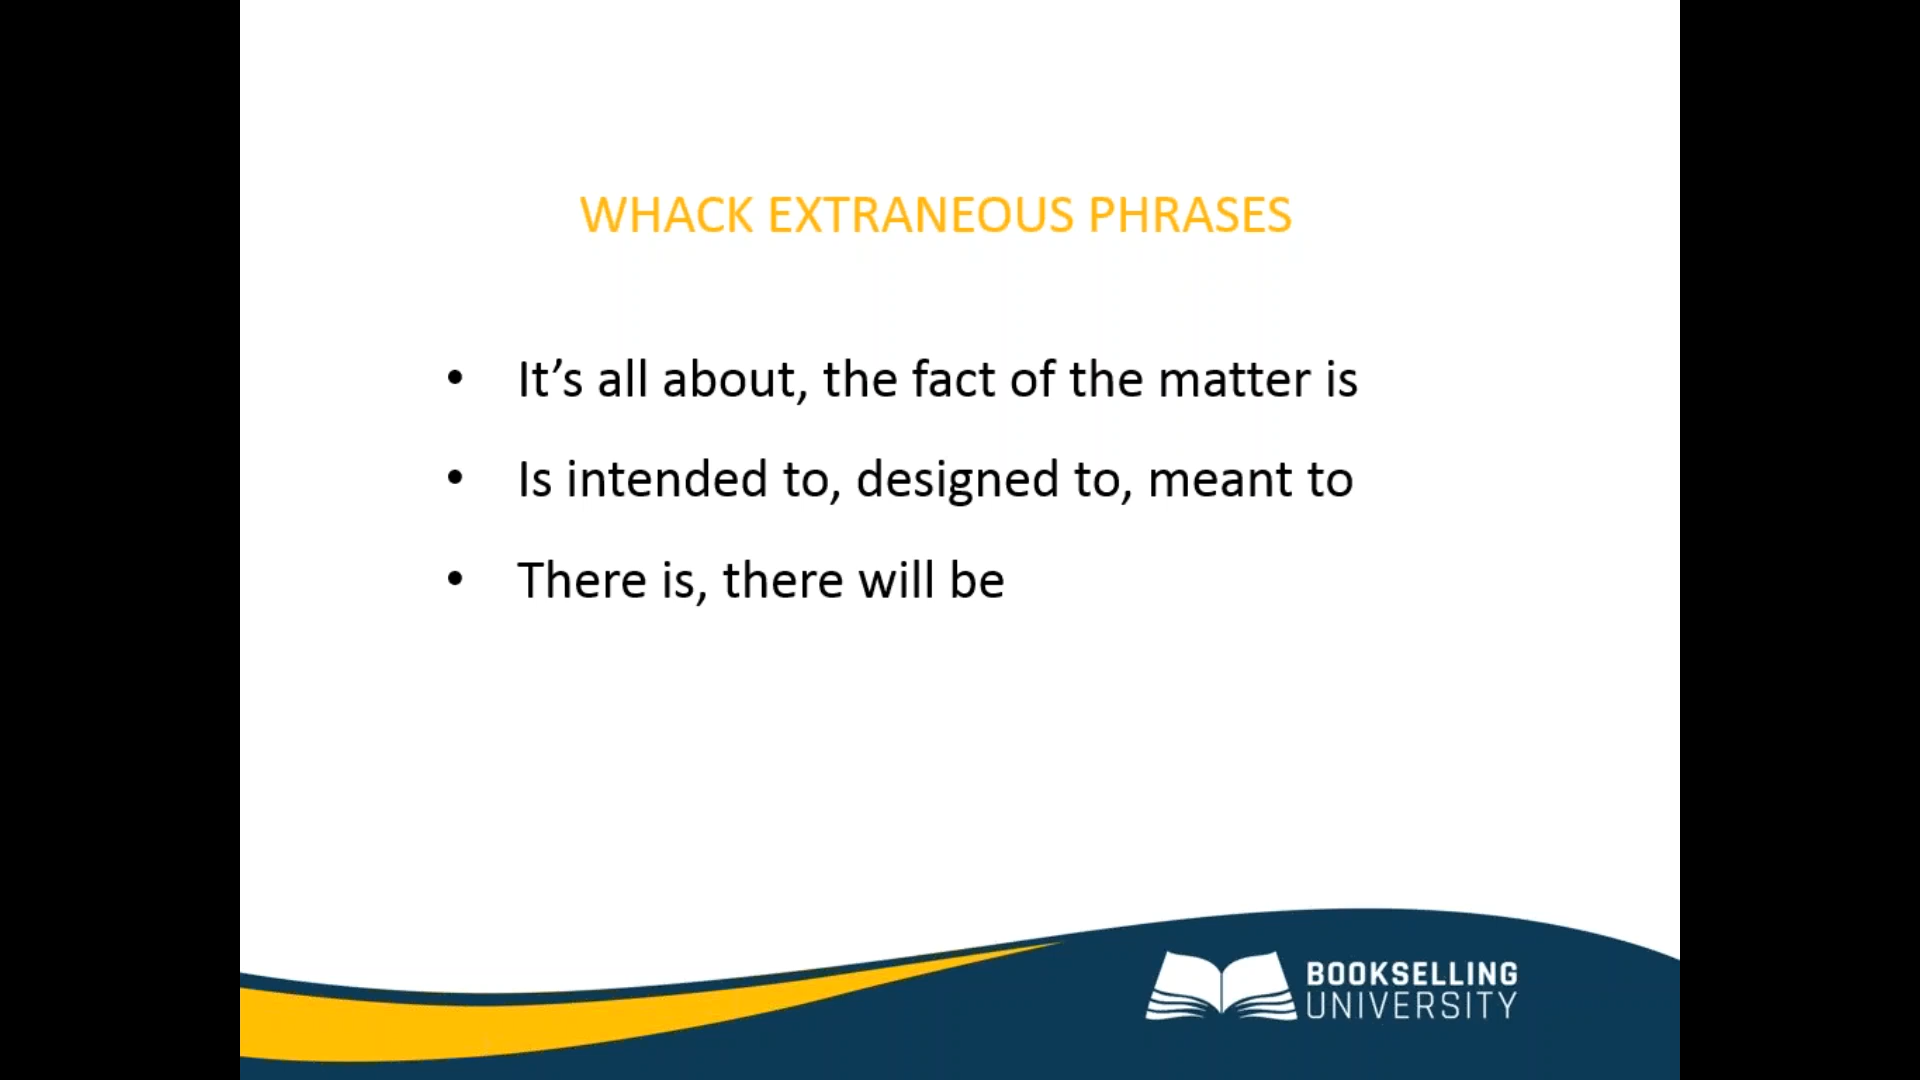 WHACK EXTRANEOUS PHRASES
• It’s all about, the fact of the matter is
• Is intended to, designed to, meant to
• There is, there will be
BOOKSELLING
UNIVERSITY